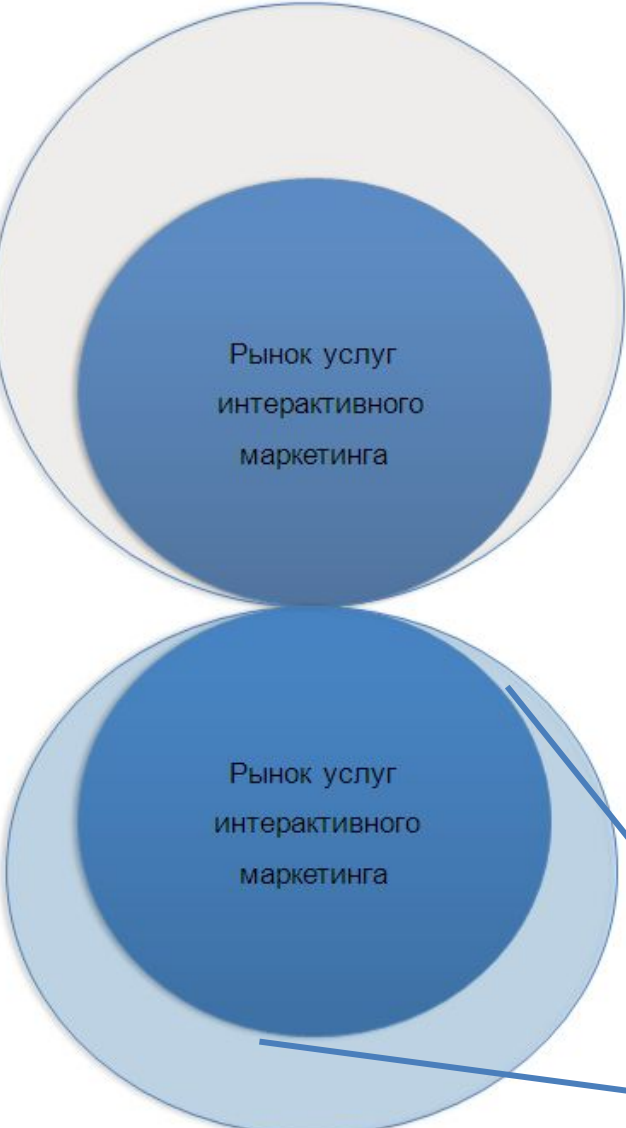 Рынок услуг
интерактивного
маркетинга
Рынок услуг
интерактивного
маркетинга